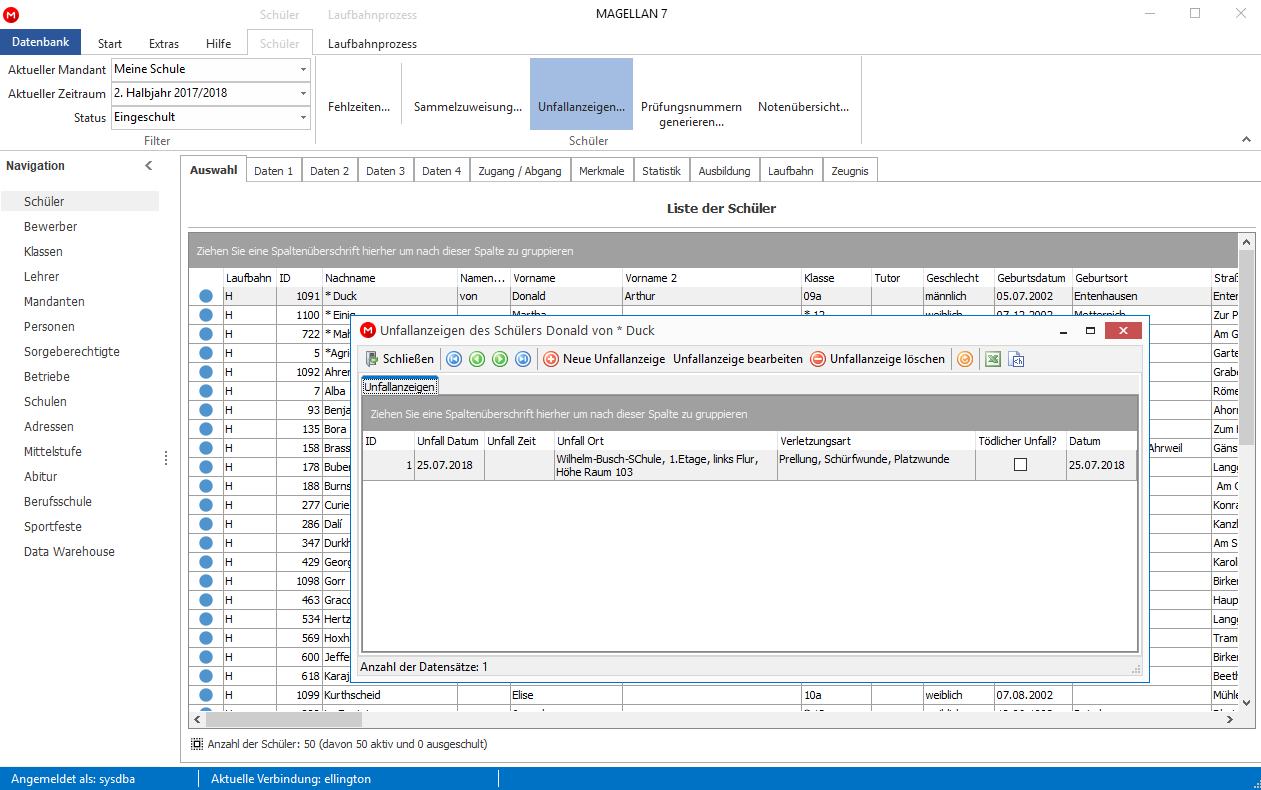 Schüler Laufbahnprozess MAGELLAN 7
Datenbank Start Extras Hilfe Schüler Laufbahnprozess
Aktueller Mandant Meine Schule
Aktueller Zeitraum 2. Halbjahr 2017/2018
Status Eingeschult
Filter
Fehlzeiten... Sammelzuweisung... Unfallanzeigen... Prüfungsnummern generieren... Notenübersicht...
Schüler
Navigation
Schüler
Bewerber
Klassen
Lehrer
Mandanten
Personen
Sorgeberechtigte
Betriebe
Schulen
Adressen
Mittelstufe
Abitur
Berufsschule
Sportfeste
Data Warehouse
Auswahl Daten 1 Daten 2 Daten 3 Daten 4 Zugang / Abgang Merkmale Statistik Ausbildung Laufbahn Zeugnis
Liste der Schüler
Ziehen Sie eine Spaltenüberschrift hierher um nach dieser Spalte zu gruppieren
Laufbahn ID Nachname Namen... Vorname Vorname 2 Klasse Tutor Geschlecht Geburtsdatum Geburtsort Straß
H 1091 * Duck von Donald Arthur 09a männlich 05.07.2002 Entenhausen Enter
H 1100 * Einig Martha * 12 weiblich 07.12.2002 Metternich Zur P
H 722 * Mah Am G
H 5 *Agri Garte
H 1092 Ahren Grabe
H 7 Alba Röme
H 93 Benja Ahorn
H 135 Bora Zum H
H 158 Brass Ahrweil Gäns
H 178 Buber Lang
H 188 Burns Am G
H 277 Curie Konra
H 286 Dalí Kanzl
H 347 Durkh Am S
H 429 Georg Karol
H 1098 Gorr Birker
H 463 Graco Haup
H 534 Hertz Lang
H 569 Hoxh Tram
H 600 Jeffe Birker
H 618 Karaj Beeth
H 1099 Kurthscheid Elise 10a weiblich 07.08.2002 Mühle
Anzahl der Schüler: 50 (davon 50 aktiv und 0 ausgeschult)
Unfallanzeigen des Schülers Donald von * Duck
Schließen Neue Unfallanzeige Unfallanzeige bearbeiten Unfallanzeige löschen
Unfallanzeigen
Ziehen Sie eine Spaltenüberschrift hierher um nach dieser Spalte zu gruppieren
ID Unfall Datum Unfall Zeit Unfall Ort Verletzungsart Tödlicher Unfall? Datum
1 25.07.2018 Wilhelm-Busch-SChule, 1.Etage, links Flur, Prellung, Schürfwunde, Platzwunde 25.07.2018
Höhe Raum 103
Anzahl der Datensätze: 1
Angemeldet als: sysdba Aktuelle Verbindung: ellington